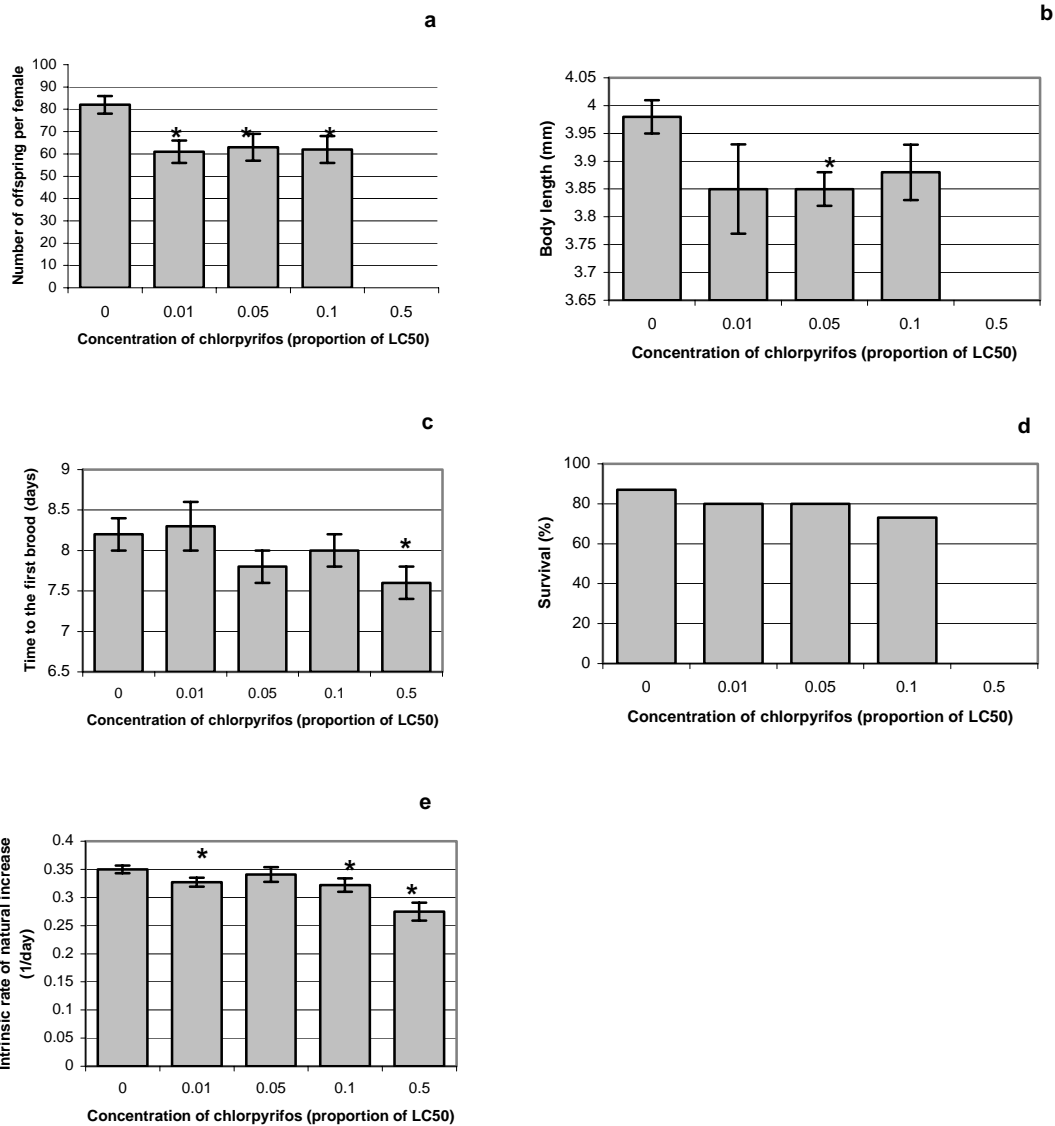 a
Number of offspring per female
100
90
80
70
60
50
40
30
20
10
0
* * *
0 0.01 0.05 0.1 0.5
Concentration of chlorpyrifos (proportion of LC50)
b
Body length (mm)
4.05
4
3.95
3.9
3.85
3.8
3.75
3.7
3.65
*
0 0.01 0.05 0.1 0.5
Concentration of chlorpyrifos (proportion of LC50)
c
Time to the first brood (days)
9
8.5
8
7.5
7
6.5
*
0 0.01 0.05 0.1 0.5
Concentration of chlorpyrifos (proportion of LC50)
d
Survival (%)
100
80
60
40
20
0
0 0.01 0.05 0.1 0.5
Concentration of chlorpyrifos (proportion of LC50)
e
Intrinsic rate of natural increase
(1/day)
0.4
0.35
0.3
0.25
0.2
0.15
0.1
0.05
0
* * *
0 0.01 0.05 0.1 0.5
Concentration of chlorpyrifos (proportion of LC50)